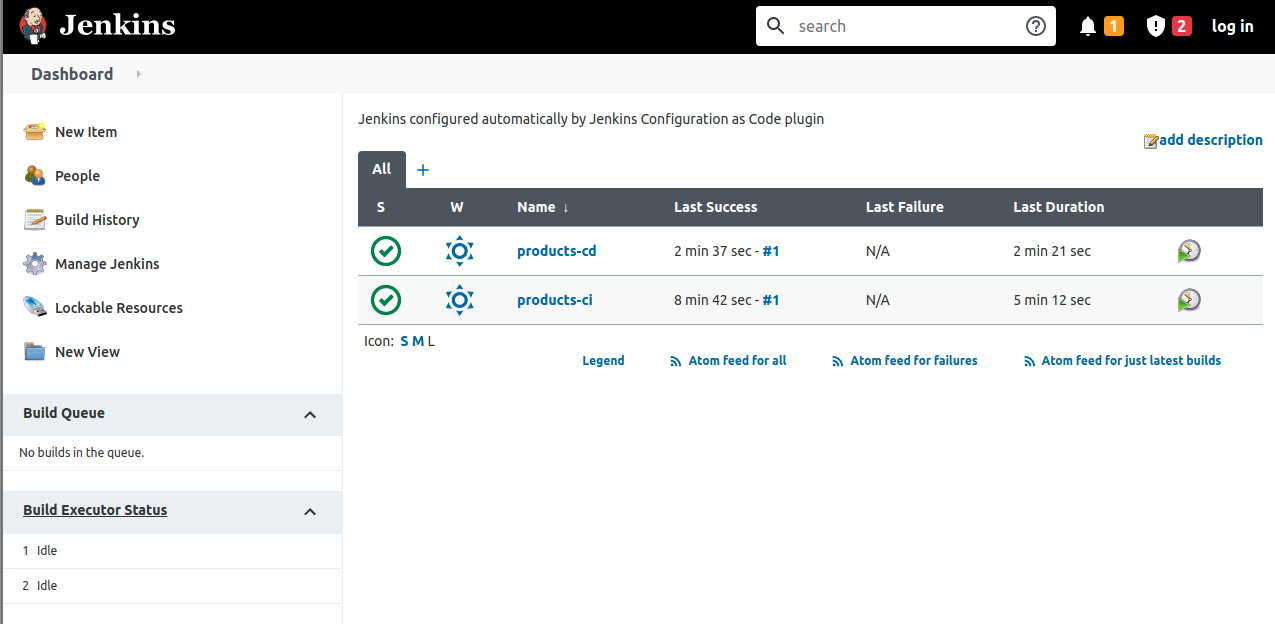 Jenkins
search
1
2
log in
Dashboard
New Item
People
Build History
Manage Jenkins
Lockable Resources
New View
Build Queue
No builds in the queue.
Build Executor Status
1 Idle
2 Idle
Jenkins configured automatically by Jenkins Configuration as Code plugin
add description
All +
S W Name ↓ Last Success Last Failure Last Duration
products-cd 2 min 37 sec - #1 N/A 2 min 21 sec
products-ci 8 min 42 sec - #1 N/A 5 min 12 sec
Icon: S M L
Legend Atom feed for all Atom feed for failures Atom feed for just latest builds